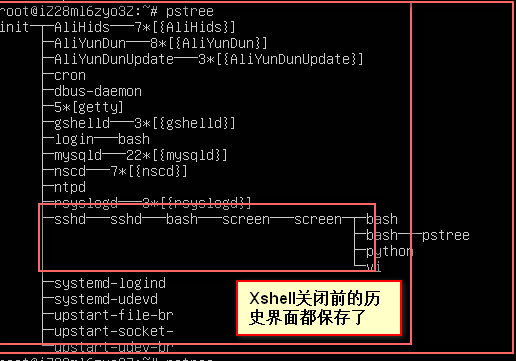 root@iZ28ml6zyo3Z:~# pstree
init─┬─AliHids───7*[{AliHids}]
     ├─AliYunDun───8*[{AliYunDun}]
     ├─AliYunDunUpdate───3*[{AliYunDunUpdate}]
     ├─cron
     ├─dbus-daemon
     ├─5*[getty]
     ├─gshelld───3*[{gshelld}]
     ├─login───bash
     ├─mysqld───22*[{mysqld}]
     ├─nscd───7*[{nscd}]
     ├─ntpd
     ├─rsyslogd───3*[{rsyslogd}]
     ├─sshd───sshd───bash───screen───screen─┬─bash
                                            ├─bash───pstree
                                            ├─python
                                            └─vi
     ├─systemd-logind
     ├─systemd-udevd
     ├─upstart-file-br
     ├─upstart-socket-
     └─upstart-udev-br
Xshell关闭前的历
史界面都保存了
root@iZ28ml6zyo3Z:~# pstree